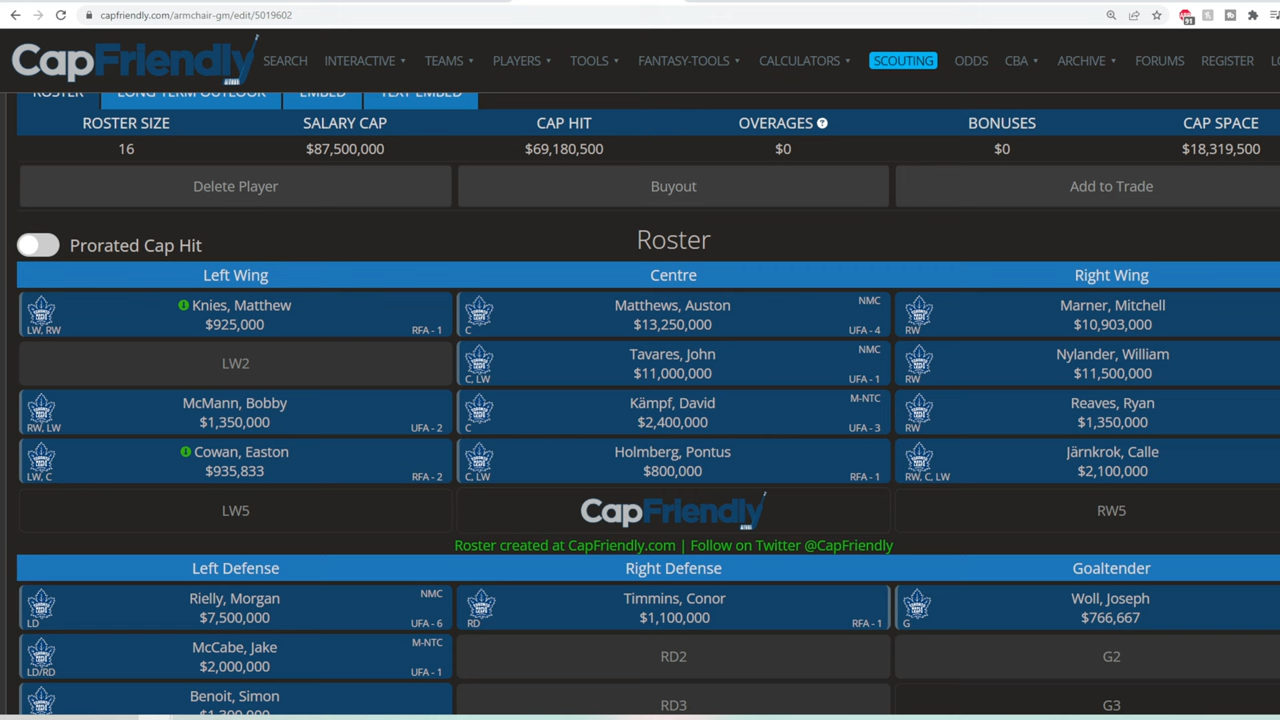 capfriendly.com/armchair-gm/edit/5019602
91
CapFriendly SEARCH INTERACTIVE TEAMS PLAYERS TOOLS FANTASY-TOOLS CALCULATORS SCOUTING ODDS CBA ARCHIVE FORUMS REGISTER
ROSTER LONG TERM OUTLOOK EMBED TEXT EMBED
ROSTER SIZE SALARY CAP CAP HIT OVERAGES ? BONUSES CAP SPACE
16 $87,500,000 $69,180,500 $0 $0 $18,319,500
Delete Player Buyout Add to Trade
Prorated Cap Hit Roster
Left Wing Centre Right Wing
Knies, Matthew Matthews, Auston NMC Marner, Mitchell
LW, RW $925,000 RFA - 1 C $13,250,000 UFA - 4 RW $10,903,000
LW2 Tavares, John NMC Nylander, William
C, LW $11,000,000 UFA - 1 RW $11,500,000
McMann, Bobby Kämpf, David M-NTC Reaves, Ryan
RW, LW $1,350,000 UFA - 2 C $2,400,000 UFA - 3 RW $1,350,000
Cowan, Easton Holmberg, Pontus Järnkrok, Calle
LW, C $935,833 RFA - 2 C, LW $800,000 RFA - 1 RW, C, LW $2,100,000
LW5 CapFriendly RW5
Roster created at CapFriendly.com | Follow on Twitter @CapFriendly
Left Defense Right Defense Goaltender
Rielly, Morgan NMC Timmins, Conor Woll, Joseph
LD $7,500,000 UFA - 6 RD $1,100,000 RFA - 1 G $766,667
McCabe, Jake M-NTC RD2 G2
LD/RD $2,000,000 UFA - 1
Benoit, Simon RD3 G3